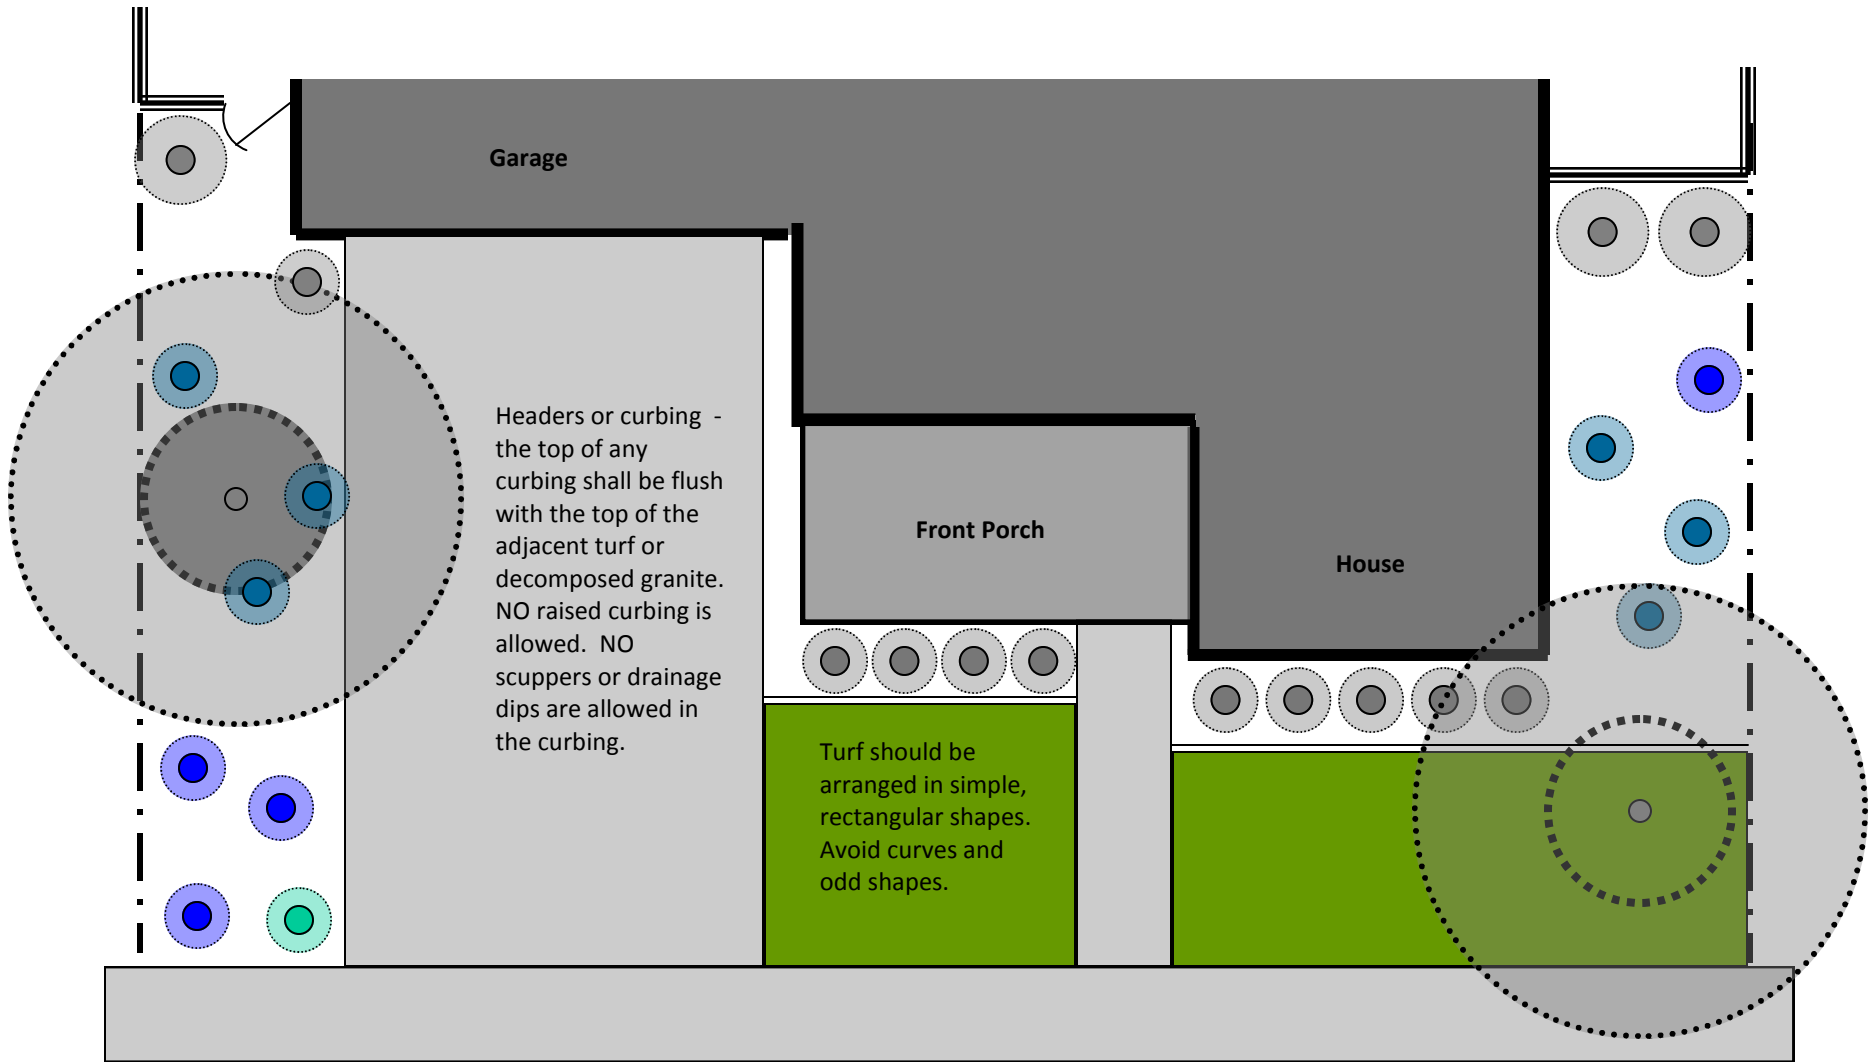 Garage
Headers or curbing  -
the top of any
curbing shall be flush
with the top of the
adjacent turf or
decomposed granite.
NO raised curbing is
allowed.  NO
scuppers or drainage
dips are allowed in
the curbing.
Front Porch
House
Turf should be
arranged in simple,
rectangular shapes.
Avoid curves and
odd shapes.